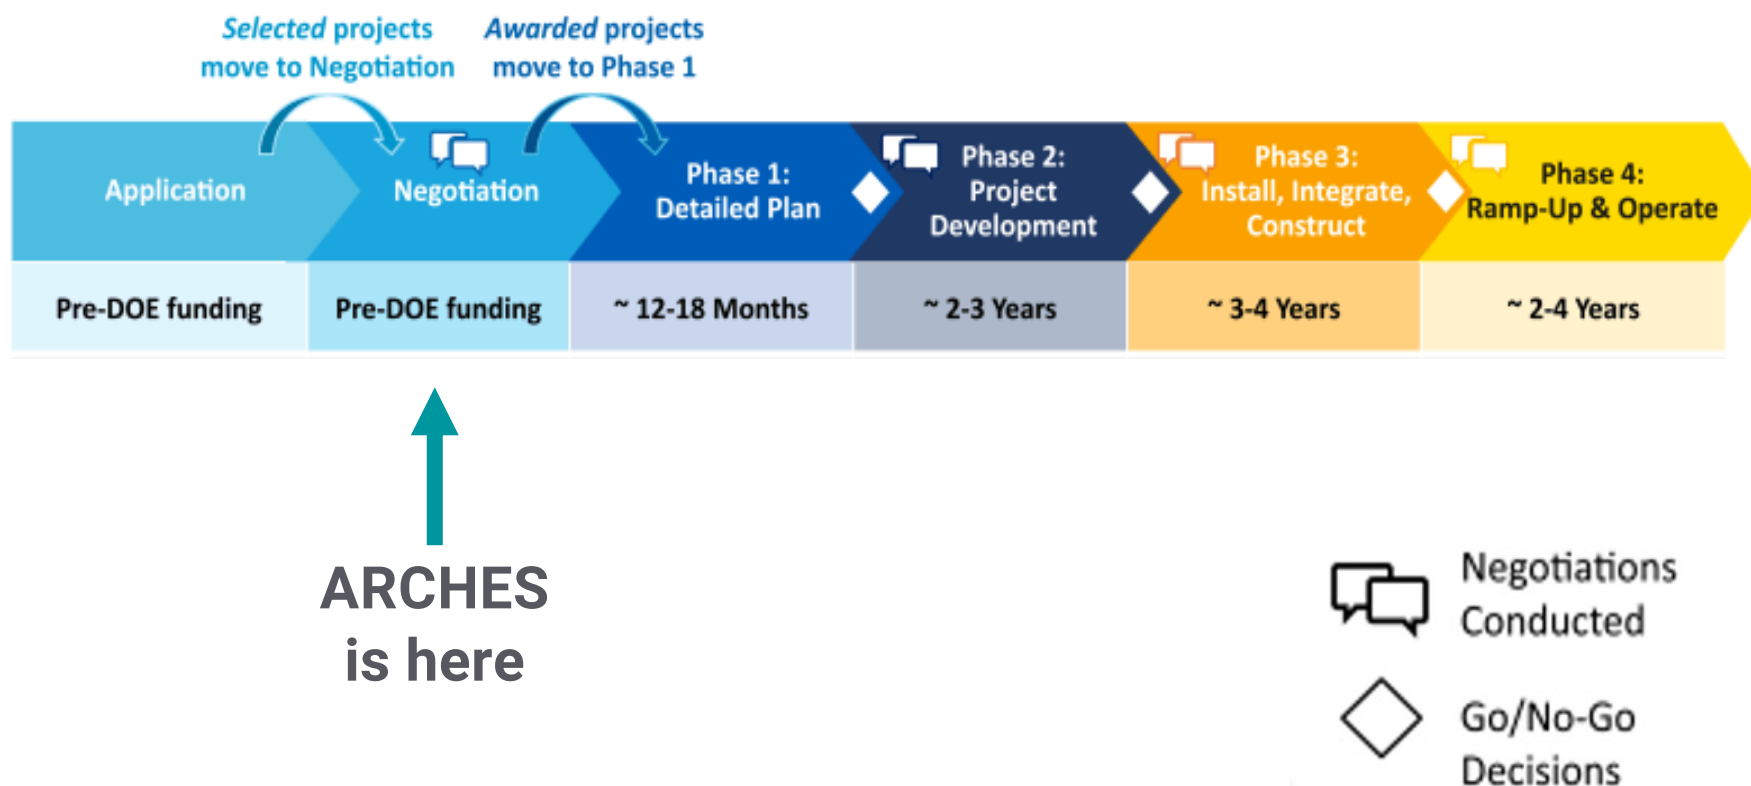 Selected projects
move to Negotiation
Awarded projects
move to Phase 1
Application
Negotiation
Phase 1:
Detailed Plan
Phase 2:
Project
Development
Phase 3:
Install, Integrate,
Construct
Phase 4:
Ramp-Up & Operate
Pre-DOE funding
Pre-DOE funding
~ 12-18 Months
~ 2-3 Years
~ 3-4 Years
~ 2-4 Years
ARCHES
is here
Negotiations
Conducted
Go/No-Go
Decisions